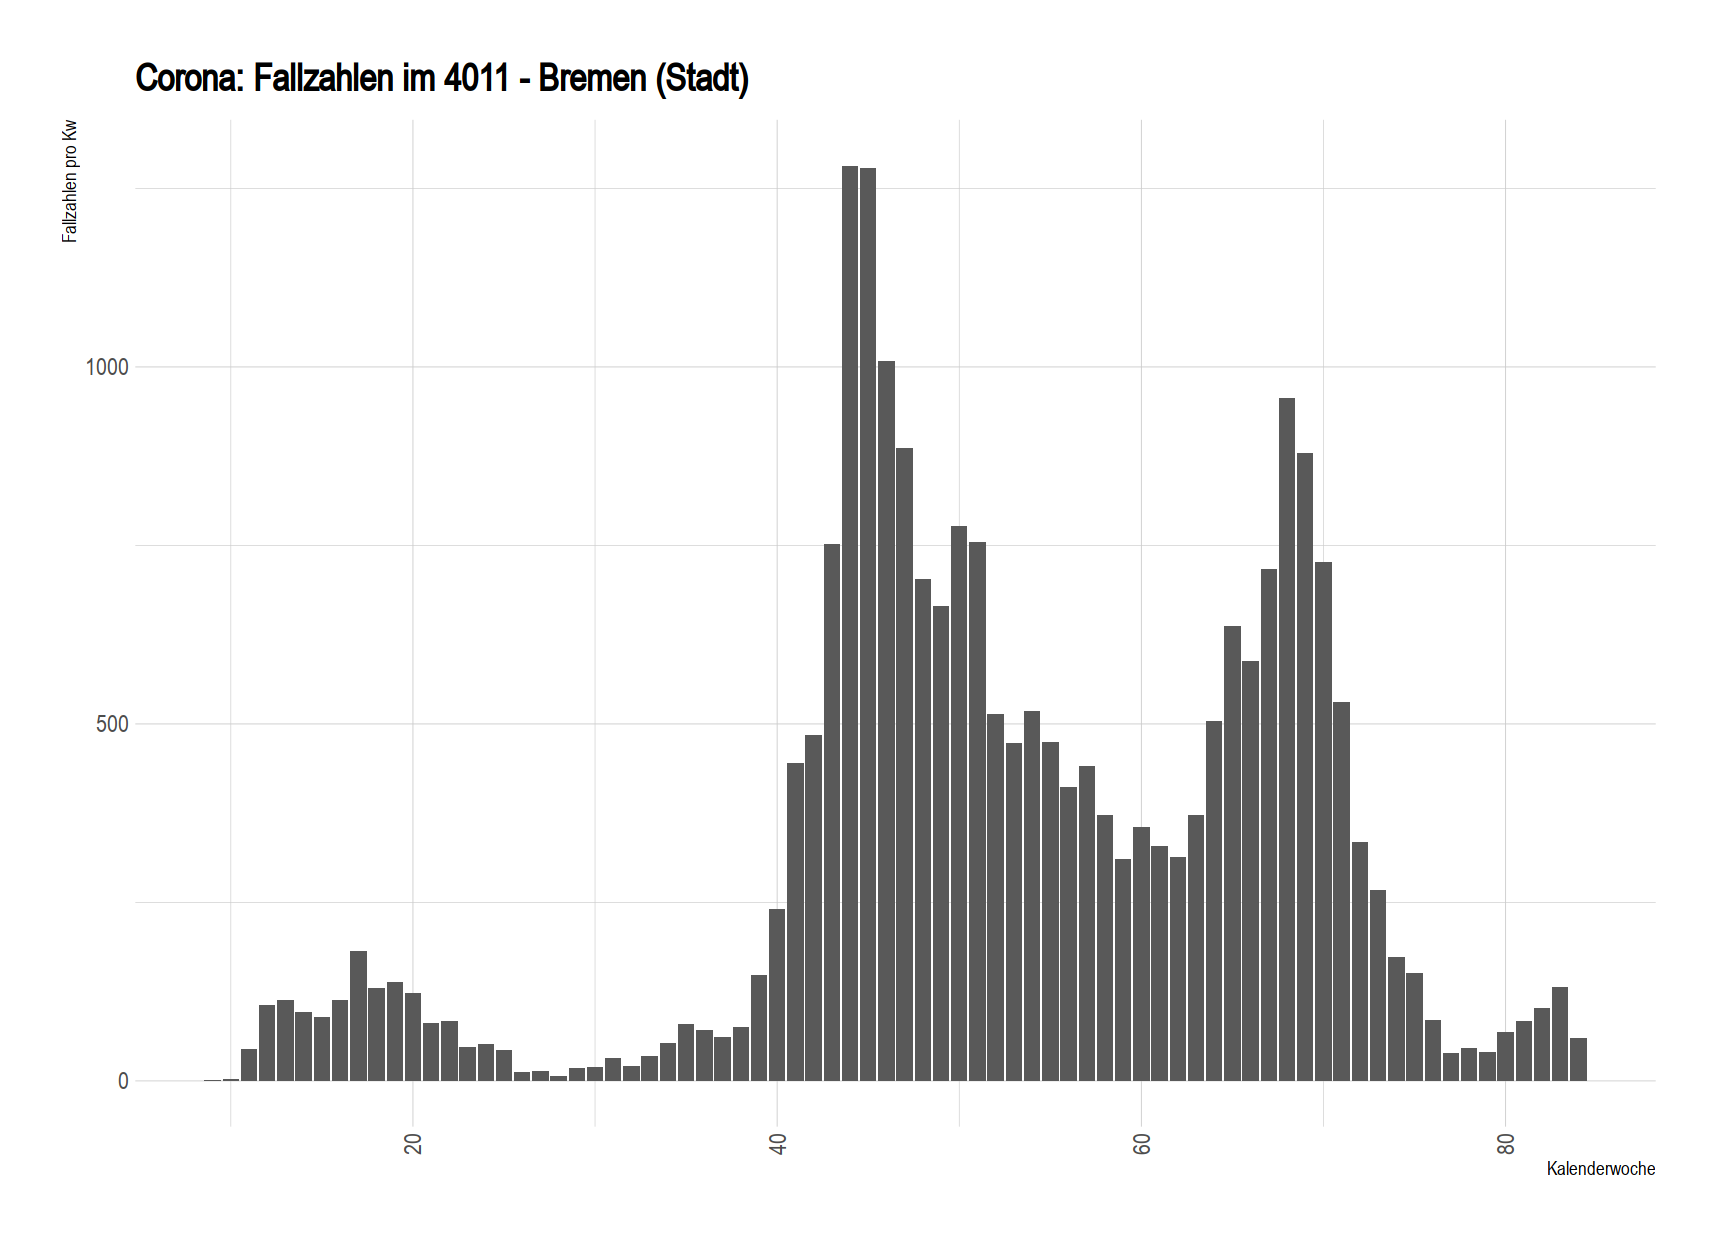 Corona: Fallzahlen im 4011 - Bremen (Stadt)
Fallzahlen pro Kw
1000
500
0
20
40
60
80
Kalenderwoche